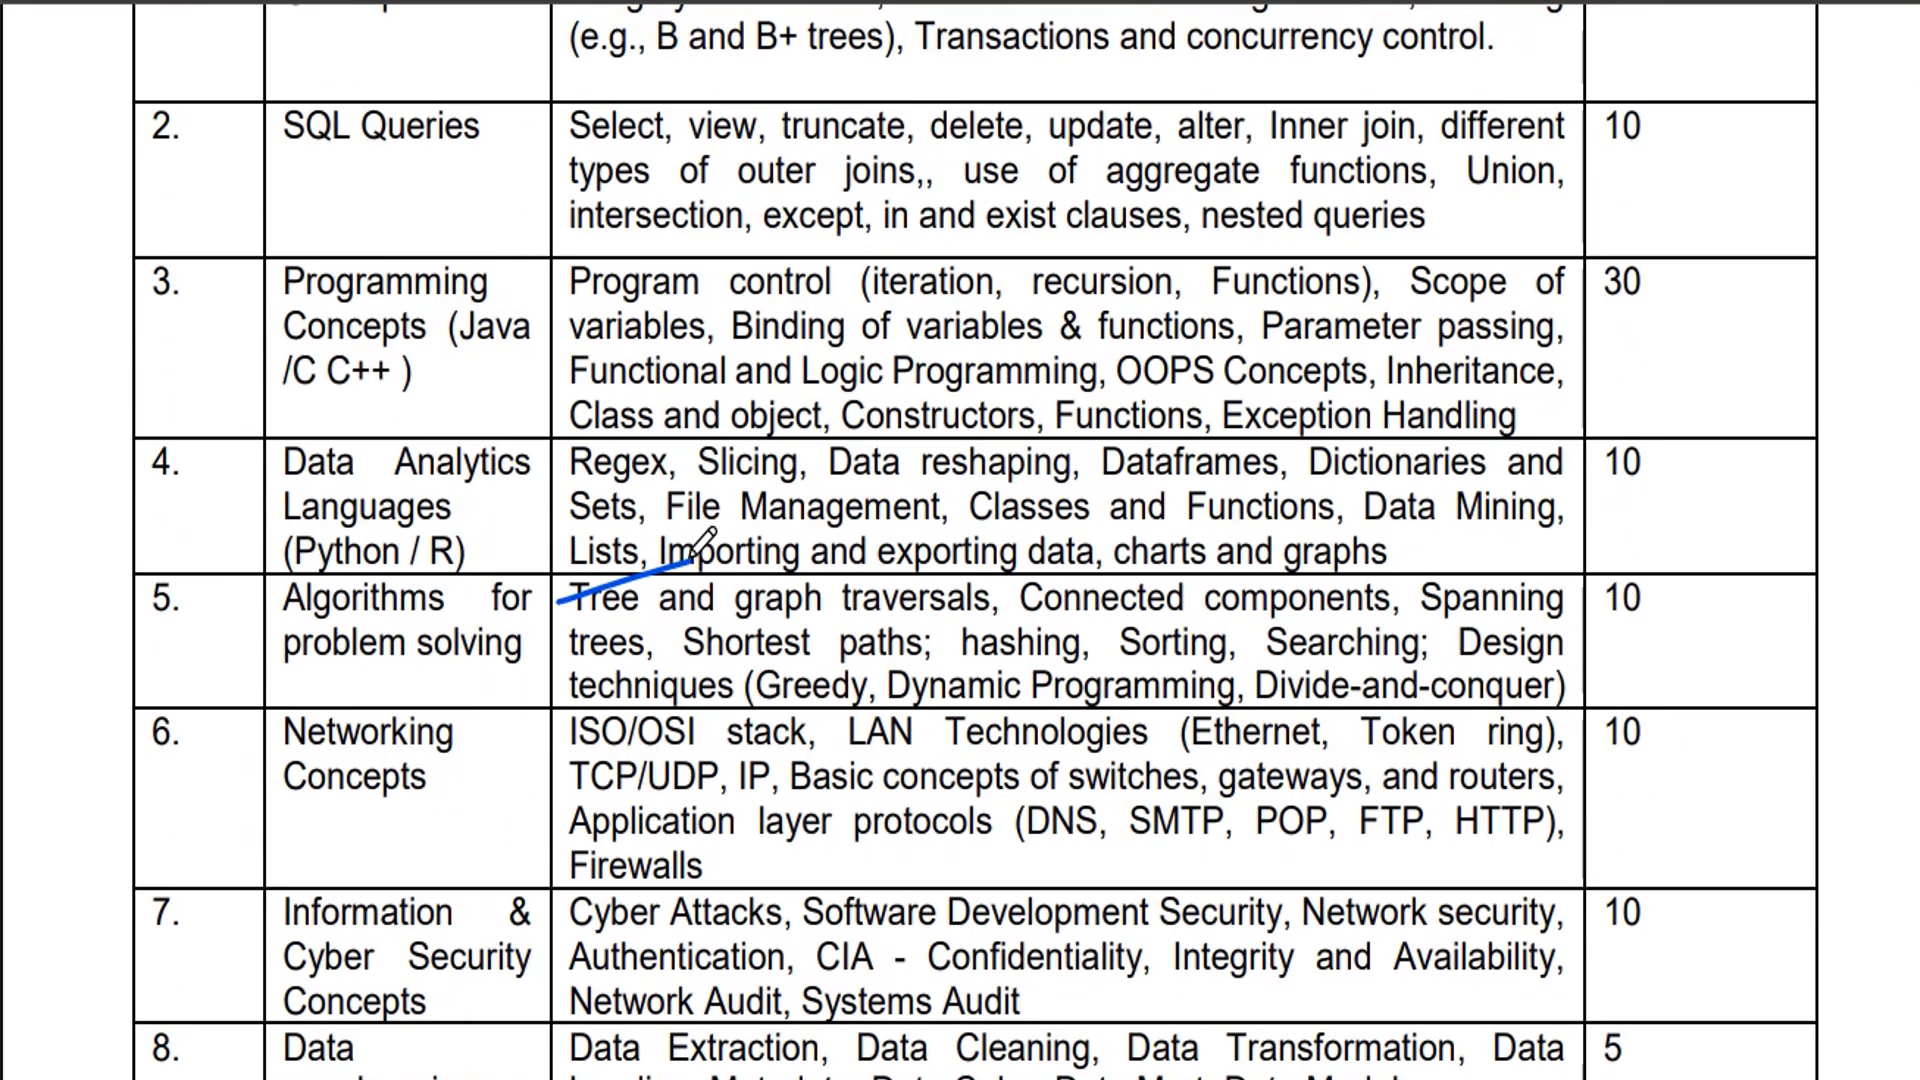 (e.g., B and B+ trees), Transactions and concurrency control.
2.
SQL Queries
Select, view, truncate, delete, update, alter, Inner join, different
types of outer joins,, use of aggregate functions, Union,
intersection, except, in and exist clauses, nested queries
10
3.
Programming
Concepts (Java
/C C++ )
Program control (iteration, recursion, Functions), Scope of
variables, Binding of variables & functions, Parameter passing,
Functional and Logic Programming, OOPS Concepts, Inheritance,
Class and object, Constructors, Functions, Exception Handling
30
4.
Data Analytics
Languages
(Python / R)
Regex, Slicing, Data reshaping, Dataframes, Dictionaries and
Sets, File Management, Classes and Functions, Data Mining,
Lists, Importing and exporting data, charts and graphs
10
5.
Algorithms for
problem solving
Tree and graph traversals, Connected components, Spanning
trees, Shortest paths; hashing, Sorting, Searching; Design
techniques (Greedy, Dynamic Programming, Divide-and-conquer)
10
6.
Networking
Concepts
ISO/OSI stack, LAN Technologies (Ethernet, Token ring),
TCP/UDP, IP, Basic concepts of switches, gateways, and routers,
Application layer protocols (DNS, SMTP, POP, FTP, HTTP),
Firewalls
10
7.
Information &
Cyber Security
Concepts
Cyber Attacks, Software Development Security, Network security,
Authentication, CIA - Confidentiality, Integrity and Availability,
Network Audit, Systems Audit
10
8.
Data
Data Extraction, Data Cleaning, Data Transformation, Data
5